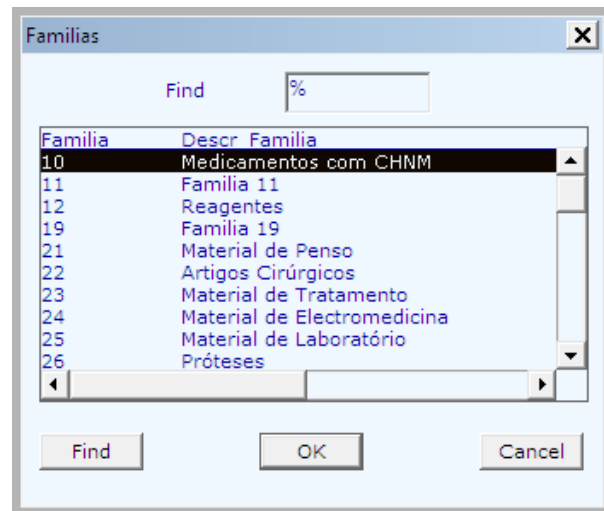 Familias
Find %
Familia Descr Familia
10 Medicamentos com CHNM
11 Familia 11
12 Reagentes
19 Familia 19
21 Material de Penso
22 Artigos Cirúrgicos
23 Material de Tratamento
24 Material de Electromedicina
25 Material de Laboratório
26 Próteses
Find OK Cancel